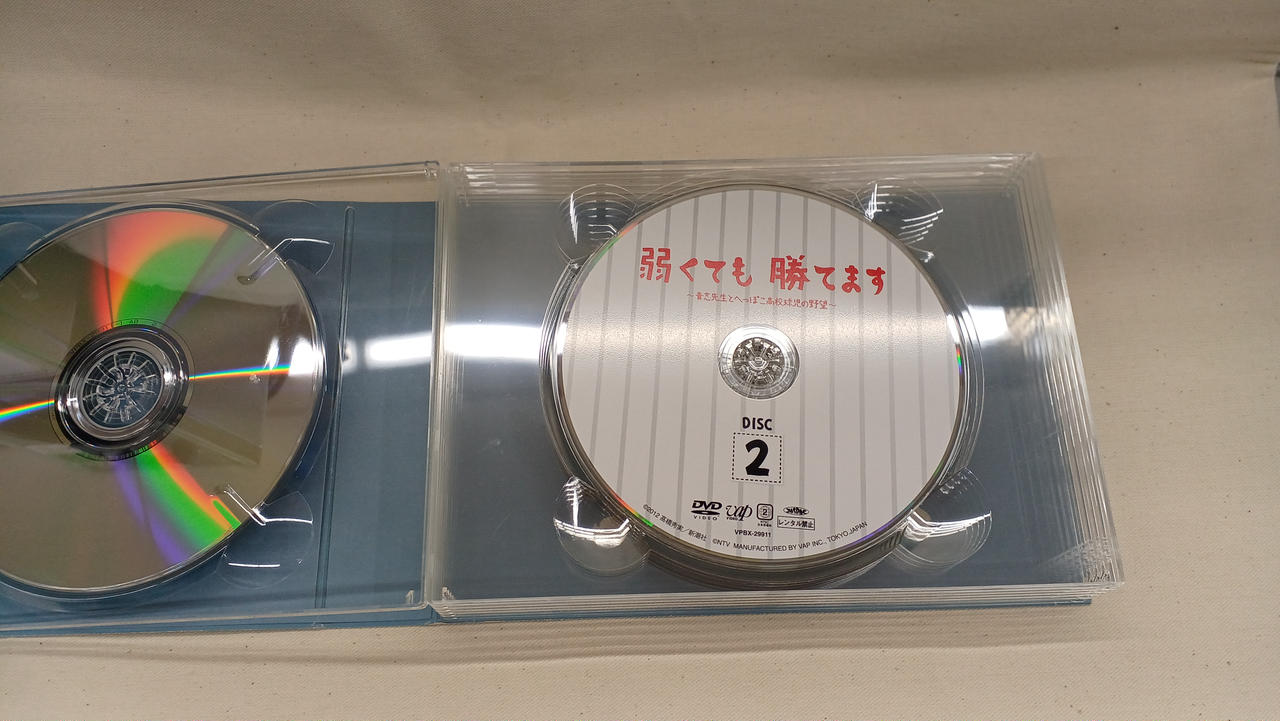 弱くても 勝てます
～青志先生とへっぽこ高校球児の野望～
DISC
2
DVD
VIDEO
vap
2
レンタル禁止
VPBX-29911
©2012 高橋秀実/新潮社 ©NTV MANUFACTURED BY VAP INC., TOKYO JAPAN